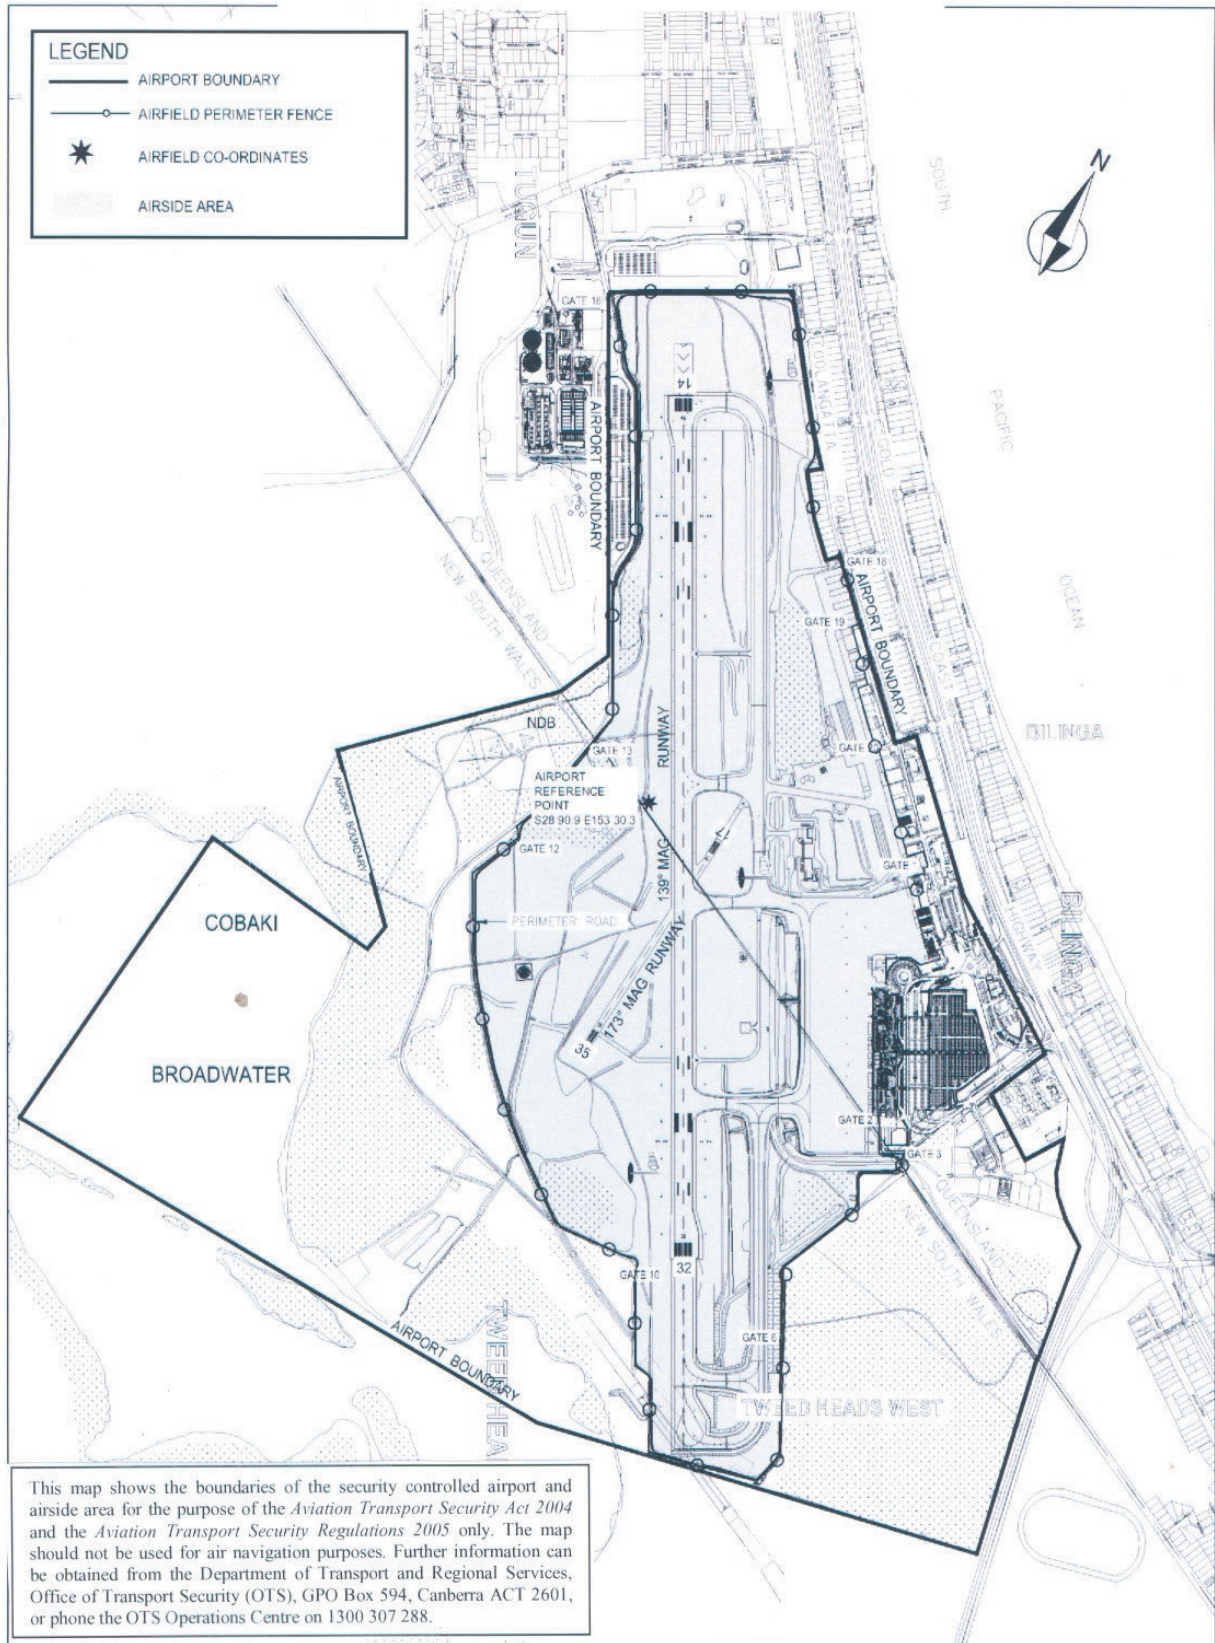 LEGEND
AIRPORT BOUNDARY
AIRFIELD PERIMETER FENCE
AIRFIELD CO-ORDINATES
AIRSIDE AREA
N
SOUTH
PACIFIC
OCEAN
TUGUN
GATE 16
14
AIRPORT BOUNDARY
COOLANGATTA
ROAD
GOLD
COAST
HIGHWAY
QUEENSLAND
NEW SOUTH WALES
GATE 18
AIRPORT BOUNDARY
GATE 19
BILINGA
NDB
GATE 13
RUNWAY
GATE
AIRPORT
REFERENCE
POINT
S28 90.9 E153 30.3
AIRPORT BOUNDARY
17
139° MAG
GATE 12
GATE
BILINGA
COBAKI
PERIMETER ROAD
173° MAG RUNWAY
35
BROADWATER
GATE 2
GATE 3
QUEENSLAND
NEW SOUTH WALES
GATE 10
32
GATE 6
AIRPORT BOUNDARY
TWEED HEADS WEST
This map shows the boundaries of the security controlled airport and
airside area for the purpose of the Aviation Transport Security Act 2004
and the Aviation Transport Security Regulations 2005 only. The map
should not be used for air navigation purposes. Further information can
be obtained from the Department of Transport and Regional Services,
Office of Transport Security (OTS), GPO Box 594, Canberra ACT 2601,
or phone the OTS Operations Centre on 1300 307 288.